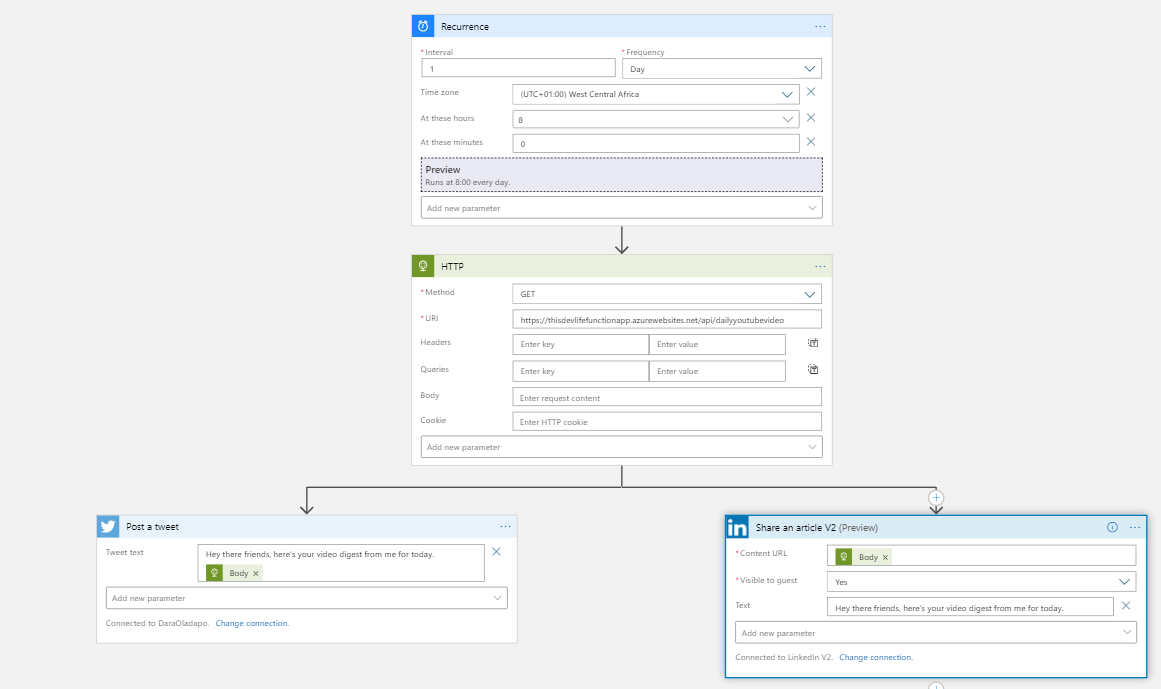 Recurrence
...
*Interval
*Frequency
1
Day
Time zone
(UTC+01:00) West Central Africa
At these hours
8
At these minutes
0
Preview
Runs at 8:00 every day.
Add new parameter
HTTP
...
*Method
GET
*URI
https://thisdevlifefunctionapp.azurewebsites.net/api/dailyyoutubevideo
Headers
Enter key
Enter value
Queries
Enter key
Enter value
Body
Enter request content
Cookie
Enter HTTP cookie
Add new parameter
Post a tweet
...
Tweet text
Hey there friends, here's your video digest from me for today.
Body
Add new parameter
Connected to DaraOladapo. Change connection.
in
Share an article V2 (Preview)
...
*Content URL
Body
*Visible to guest
Yes
Text
Hey there friends, here's your video digest from me for today.
Add new parameter
Connected to LinkedIn V2. Change connection.